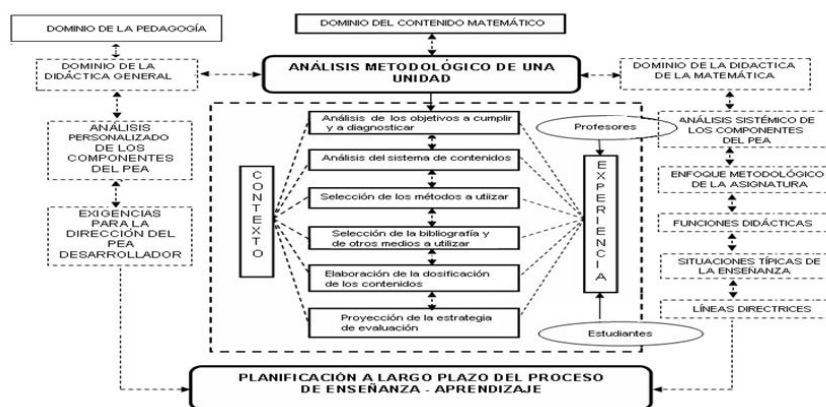 DOMINIO DE LA PEDAGOGÍA
DOMINIO DEL CONTENIDO MATEMÁTICO
DOMINIO DE LA
DIDÁCTICA GENERAL
ANÁLISIS METODOLÓGICO DE UNA
UNIDAD
DOMINIO DE LA DIDACTICA
DE LA MATEMÁTICA
ANÁLISIS
PERSONALIZADO
DE LOS
COMPONENTES
DEL PEA
EXIGENCIAS
PARA LA
DIRECCIÓN DEL
PEA
DESARROLLADOR
CONTEXTO
Análisis de los objetivos a cumplir
y a diagnosticar
Análisis del sistema de contenidos
Selección de los métodos a utiizar
Selección de la bibliografía y
de otros medios a utilizar
Elaboración de la dosificación
de los contenidos
Proyección de la estrategia
de evaluación
Profesores
EXPERIENCIA
Estudiantes
ANÁLISIS SISTÉMICO DE
LOS COMPONENTES
DEL PEA
ENFOQUE METODOLÓGICO
DE LA ASIGNATURA
FUNCIONES DIDÁCTICAS
SITUACIONES TÍPICAS DE
LA ENSEÑANZA
LÍNEAS DIRECTRICES
PLANIFICACIÓN A LARGO PLAZO DEL PROCESO
DE ENSEÑANZA - APRENDIZAJE